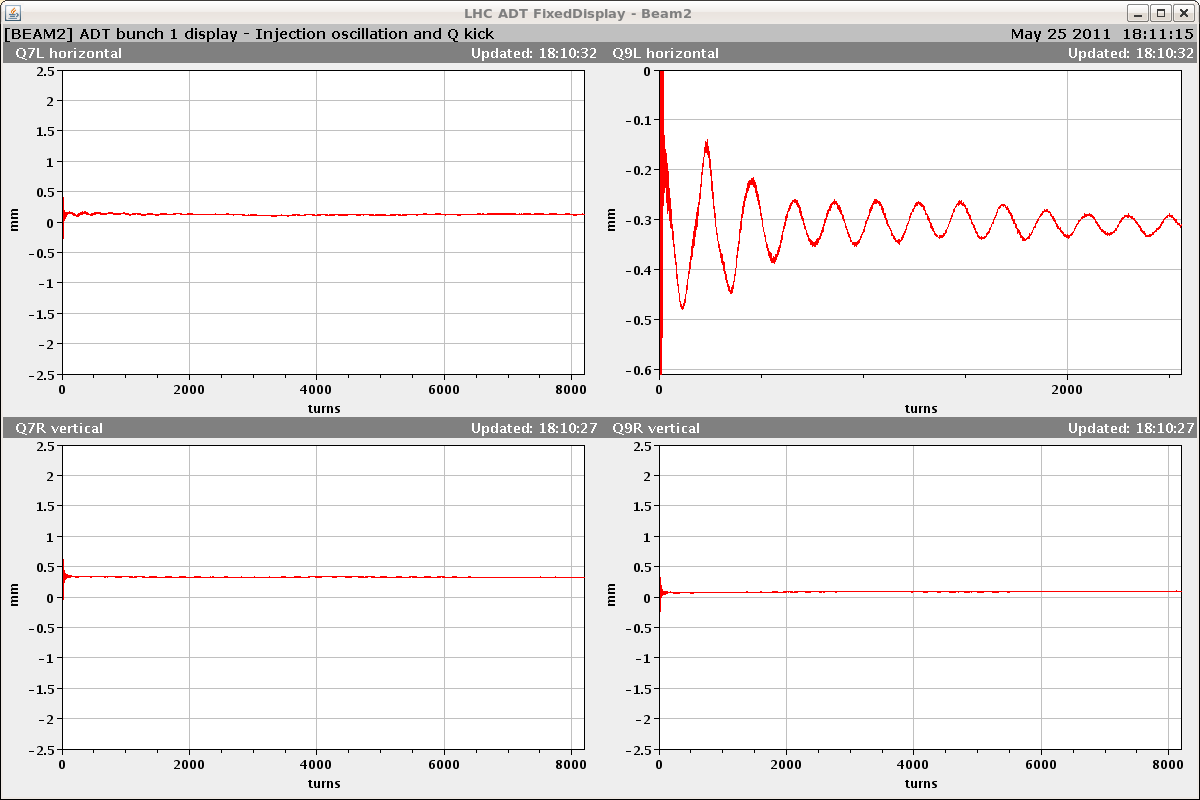 LHC ADT FixedDisplay - Beam2
[BEAM2] ADT bunch 1 display - Injection oscillation and Q kick May 25 2011 18:11:15
Q7L horizontal Updated: 18:10:32
2.5
2
1.5
1
0.5
0
-0.5
-1
-1.5
-2
-2.5
mm
0 2000 4000 6000 8000
turns
Q9L horizontal Updated: 18:10:32
0
-0.1
-0.2
-0.3
-0.4
-0.5
-0.6
mm
0 2000
turns
Q7R vertical Updated: 18:10:27
2.5
2
1.5
1
0.5
0
-0.5
-1
-1.5
-2
-2.5
mm
0 2000 4000 6000 8000
turns
Q9R vertical Updated: 18:10:27
2.5
2
1.5
1
0.5
0
-0.5
-1
-1.5
-2
-2.5
mm
0 2000 4000 6000 8000
turns